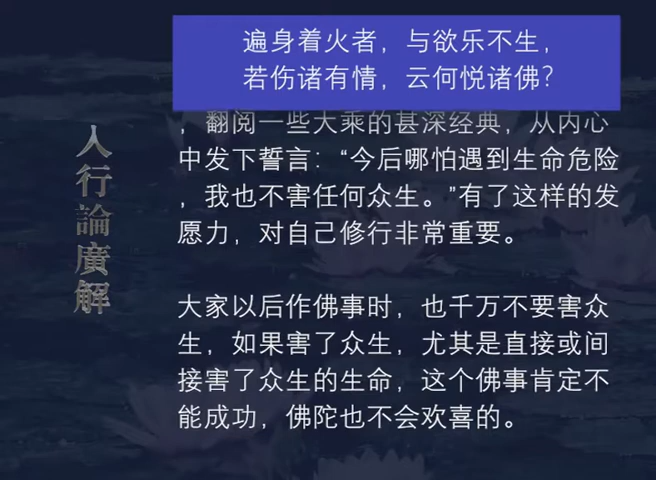 遍身着火者，与欲乐不生，
若伤诸有情，云何悦诸佛？
，翻阅一些大乘的甚深经典，从内心
中发下誓言：“今后哪怕遇到生命危险
，我也不害任何众生。”有了这样的发
愿力，对自己修行非常重要。
大家以后作佛事时，也千万不要害众
生，如果害了众生，尤其是直接或间
接害了众生的生命，这个佛事肯定不
能成功，佛陀也不会欢喜的。
入行論廣解